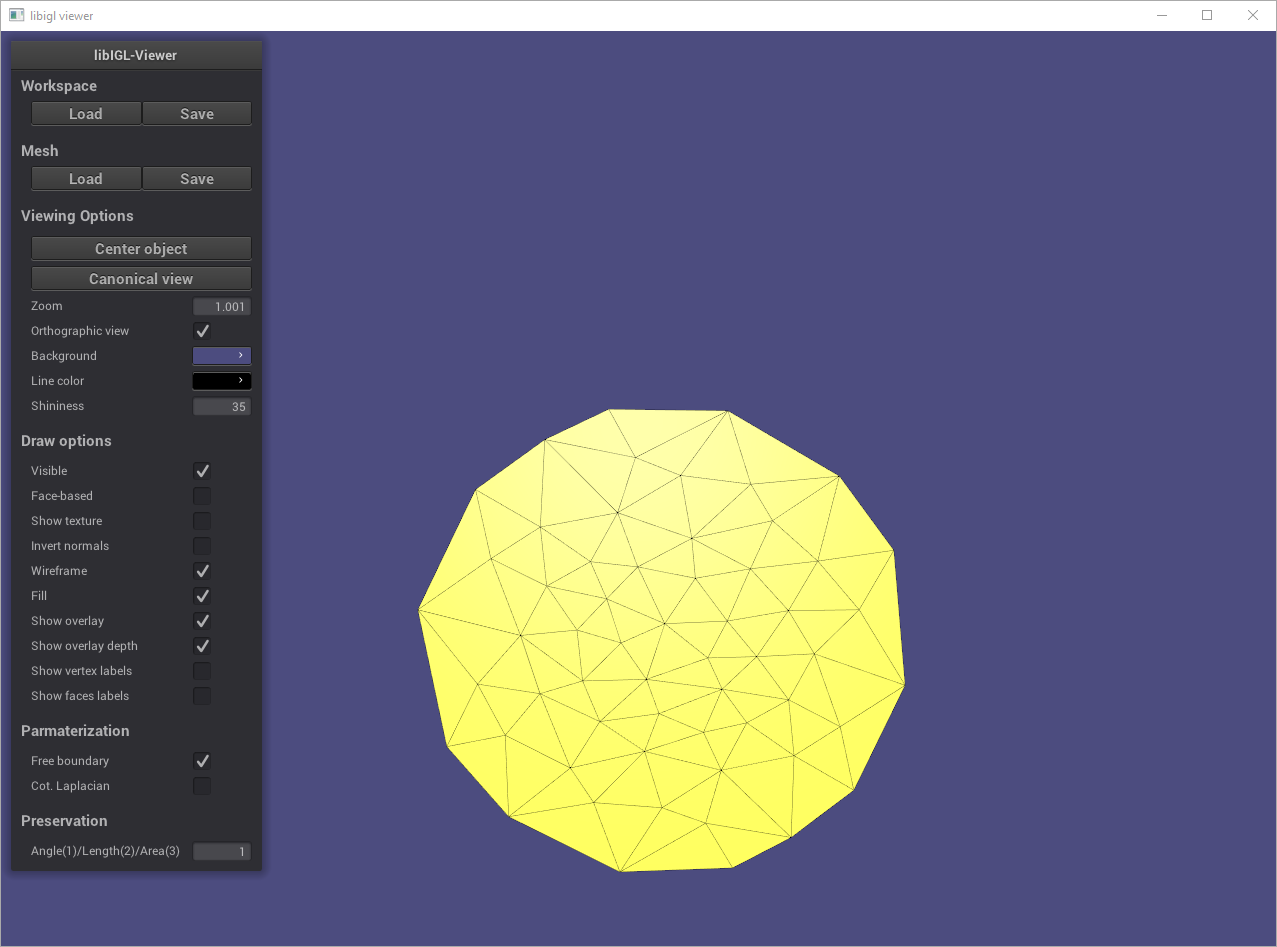 libigl viewer
libIGL-Viewer
Workspace
Load Save
Mesh
Load Save
Viewing Options
Center object
Canonical view
Zoom 1.001
Orthographic view
Background
Line color
Shininess 35
Draw options
Visible
Face-based
Show texture
Invert normals
Wireframe
Fill
Show overlay
Show overlay depth
Show vertex labels
Show faces labels
Parmaterization
Free boundary
Cot. Laplacian
Preservation
Angle(1)/Length(2)/Area(3) 1